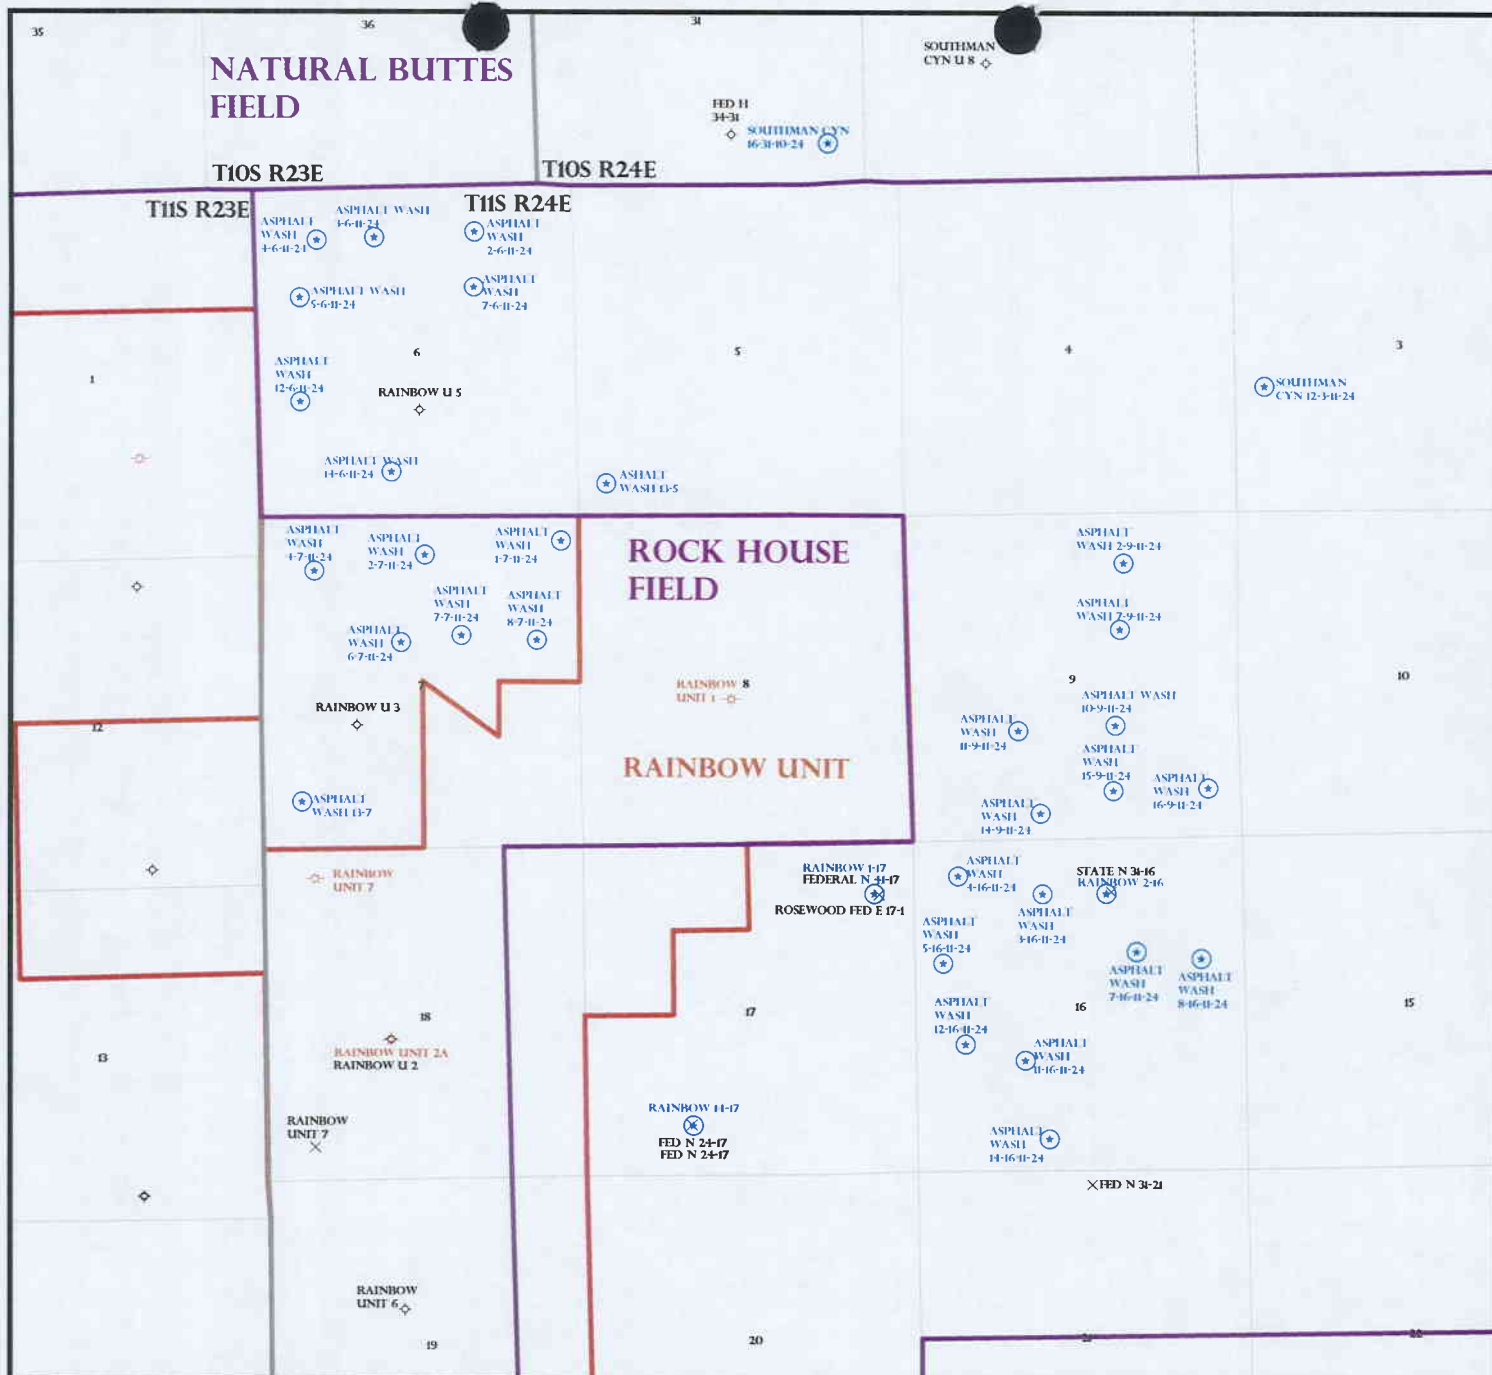 35
36
31
NATURAL BUTTES
FIELD
SOUTHMAN
CYN U 8
FED H
34-31
SOUTHMAN CYN
16-31-10-24
T10S R23E
T10S R24E
T11S R23E
T11S R24E
ASPHALT
WASH
4-6-11-24
ASPHALT WASH
3-6-11-24
ASPHALT
WASH
2-6-11-24
ASPHALT WASH
5-6-11-24
ASPHALT
WASH
7-6-11-24
6
5
4
3
1
ASPHALT
WASH
12-6-11-24
RAINBOW U 5
SOUTHMAN
CYN 12-3-11-24
ASPHALT WASH
14-6-11-24
ASHALT
WASH 13-5
ASPHALT
WASH
4-7-11-24
ASPHALT
WASH
2-7-11-24
ASPHALT
WASH
1-7-11-24
ROCK HOUSE
FIELD
ASPHALT
WASH 2-9-11-24
ASPHALT
WASH
7-7-11-24
ASPHALT
WASH
8-7-11-24
ASPHALT
WASH 7-9-11-24
ASPHALT
WASH
6-7-11-24
7
RAINBOW 8
UNIT 1
9
10
RAINBOW U 3
12
ASPHALT WASH
10-9-11-24
ASPHALT
WASH
11-9-11-24
RAINBOW UNIT
ASPHALT
WASH
15-9-11-24
ASPHALT
WASH
16-9-11-24
ASPHALT
WASH 13-7
ASPHALT
WASH
14-9-11-24
RAINBOW
UNIT 7
RAINBOW 1-17
FEDERAL N 41-17
ROSEWOOD FED E 17-1
ASPHALT
WASH
4-16-11-24
STATE N 31-16
RAINBOW 2-16
ASPHALT
WASH
3-16-11-24
ASPHALT
WASH
5-16-11-24
ASPHALT
WASH
7-16-11-24
ASPHALT
WASH
8-16-11-24
18
17
16
15
13
ASPHALT
WASH
12-16-11-24
RAINBOW UNIT 2A
RAINBOW U 2
ASPHALT
WASH
11-16-11-24
RAINBOW
UNIT 7
RAINBOW 14-17
FED N 24-17
FED N 24-17
ASPHALT
WASH
14-16-11-24
FED N 31-21
RAINBOW
UNIT 6
19
20
21
22